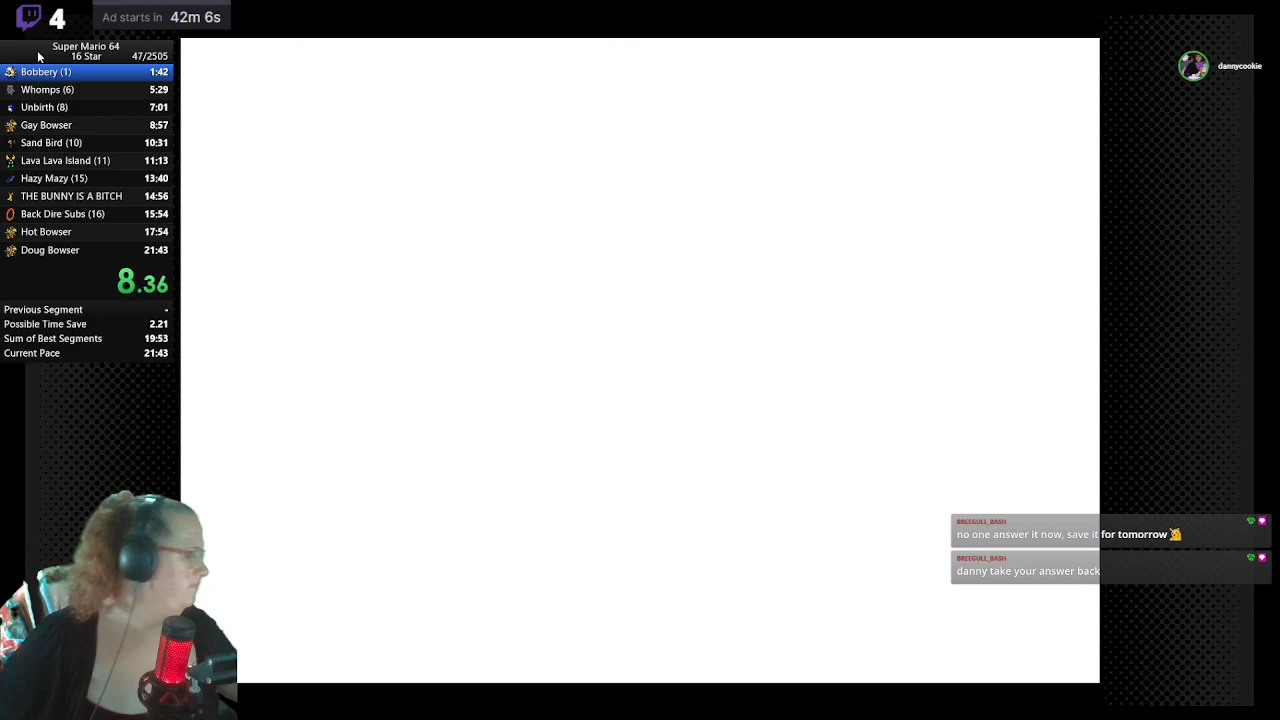 4
Ad starts in 42m 6s
Super Mario 64
16 Star 47/2505
Bobbery (1) 1:42
Whomps (6) 5:29
Unbirth (8) 7:01
Gay Bowser 8:57
Sand Bird (10) 10:31
Lava Lava Island (11) 11:13
Hazy Mazy (15) 13:40
THE BUNNY IS A BITCH 14:56
Back Dire Subs (16) 15:54
Hot Bowser 17:54
Doug Bowser 21:43
8.36
Previous Segment -
Possible Time Save 2.21
Sum of Best Segments 19:53
Current Pace 21:43
dannycookie
BREEGULL_BASH
no one answer it now, save it for tomorrow
BREEGULL_BASH
danny take your answer back